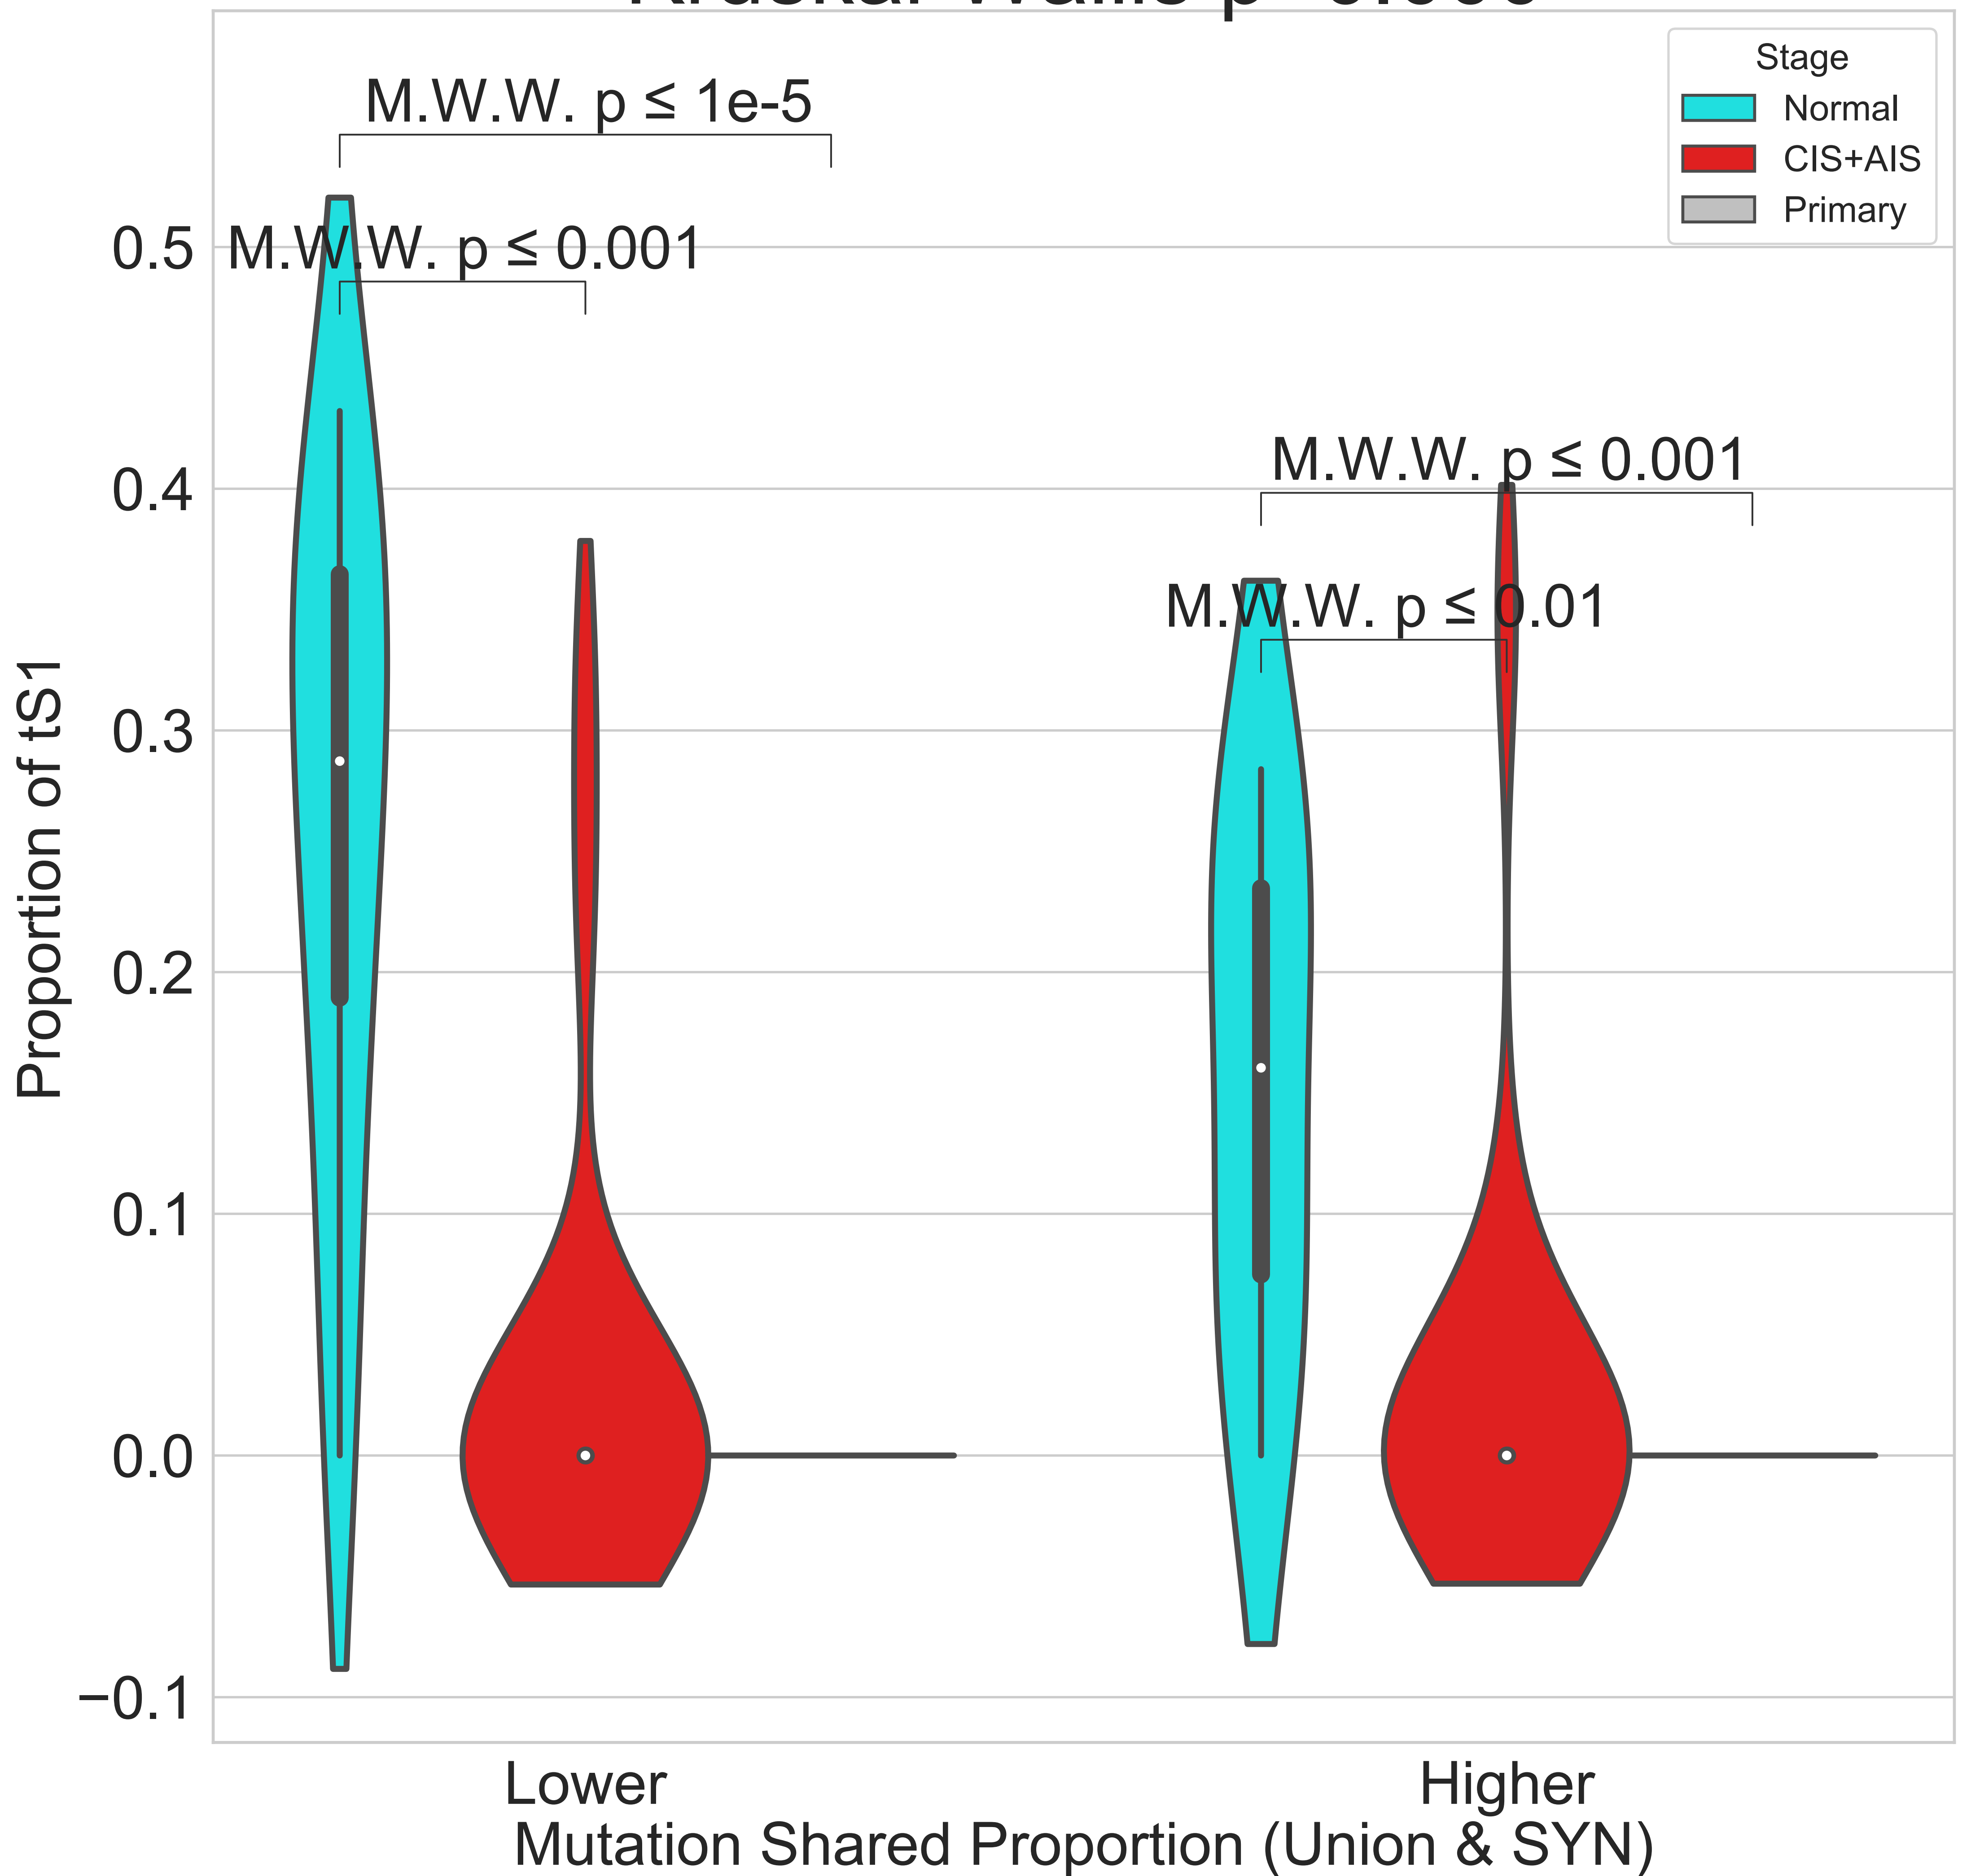 Stage
Normal
CIS+AIS
Primary
M.W.W. p ≤ 1e-5
M.W.W. p ≤ 0.001
M.W.W. p ≤ 0.001
M.W.W. p ≤ 0.01
Proportion of tS1
0.5
0.4
0.3
0.2
0.1
0.0
−0.1
Lower
Higher
Mutation Shared Proportion (Union & SYN)